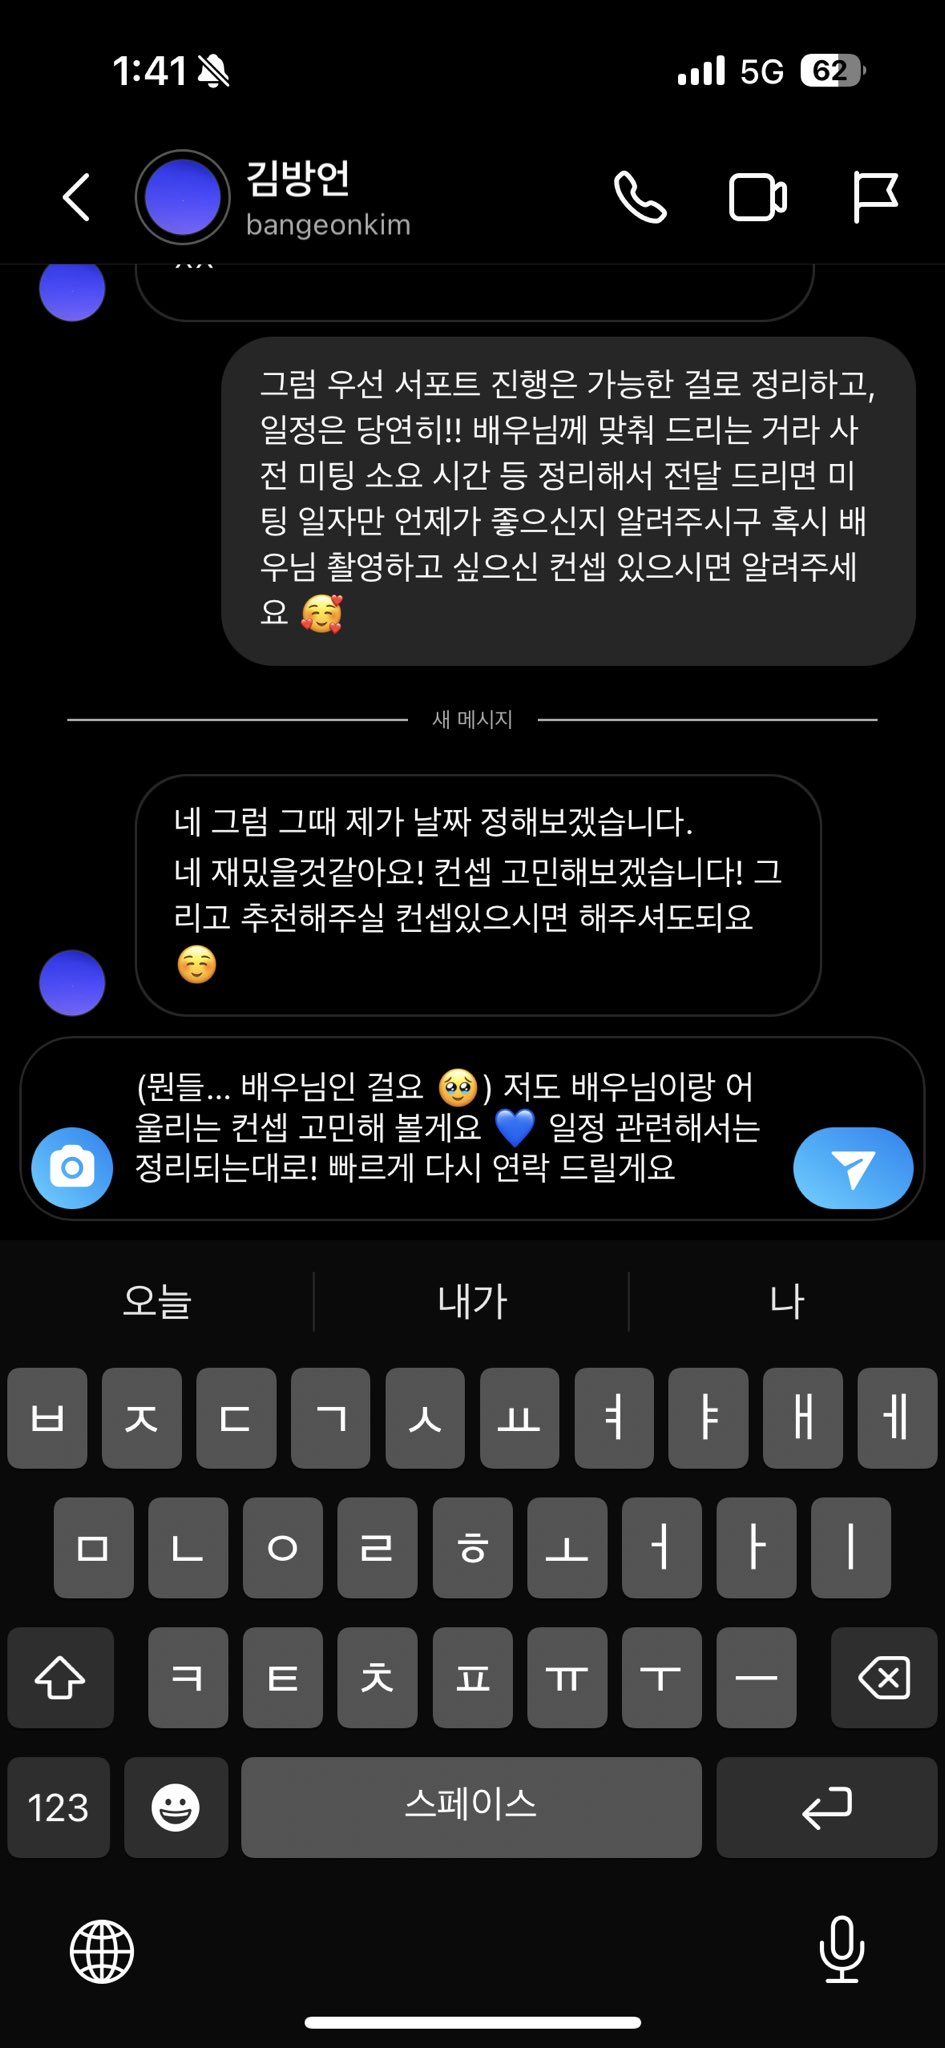 1:41
5G
62
김방언
bangeonkim
그럼 우선 서포트 진행은 가능한 걸로 정리하고,
일정은 당연히!! 배우님께 맞춰 드리는 거라 사
전 미팅 소요 시간 등 정리해서 전달 드리면 미
팅 일자만 언제가 좋으신지 알려주시구 혹시 배
우님 촬영하고 싶으신 컨셉 있으시면 알려주세
요 🥰
새 메시지
네 그럼 그때 제가 날짜 정해보겠습니다.
네 재밌을것같아요! 컨셉 고민해보겠습니다! 그
리고 추천해주실 컨셉있으시면 해주셔도되요
☺️
(뭔들... 배우님인 걸요 🥹) 저도 배우님이랑 어
울리는 컨셉 고민해 볼게요 💙 일정 관련해서는
정리되는대로! 빠르게 다시 연락 드릴게요
오늘 내가 나
ㅂ ㅈ ㄷ ㄱ ㅅ ㅛ ㅕ ㅑ ㅐ ㅔ
ㅁ ㄴ ㅇ ㄹ ㅎ ㅗ ㅓ ㅏ ㅣ
ㅋ ㅌ ㅊ ㅍ ㅠ ㅜ ㅡ
123 스페이스